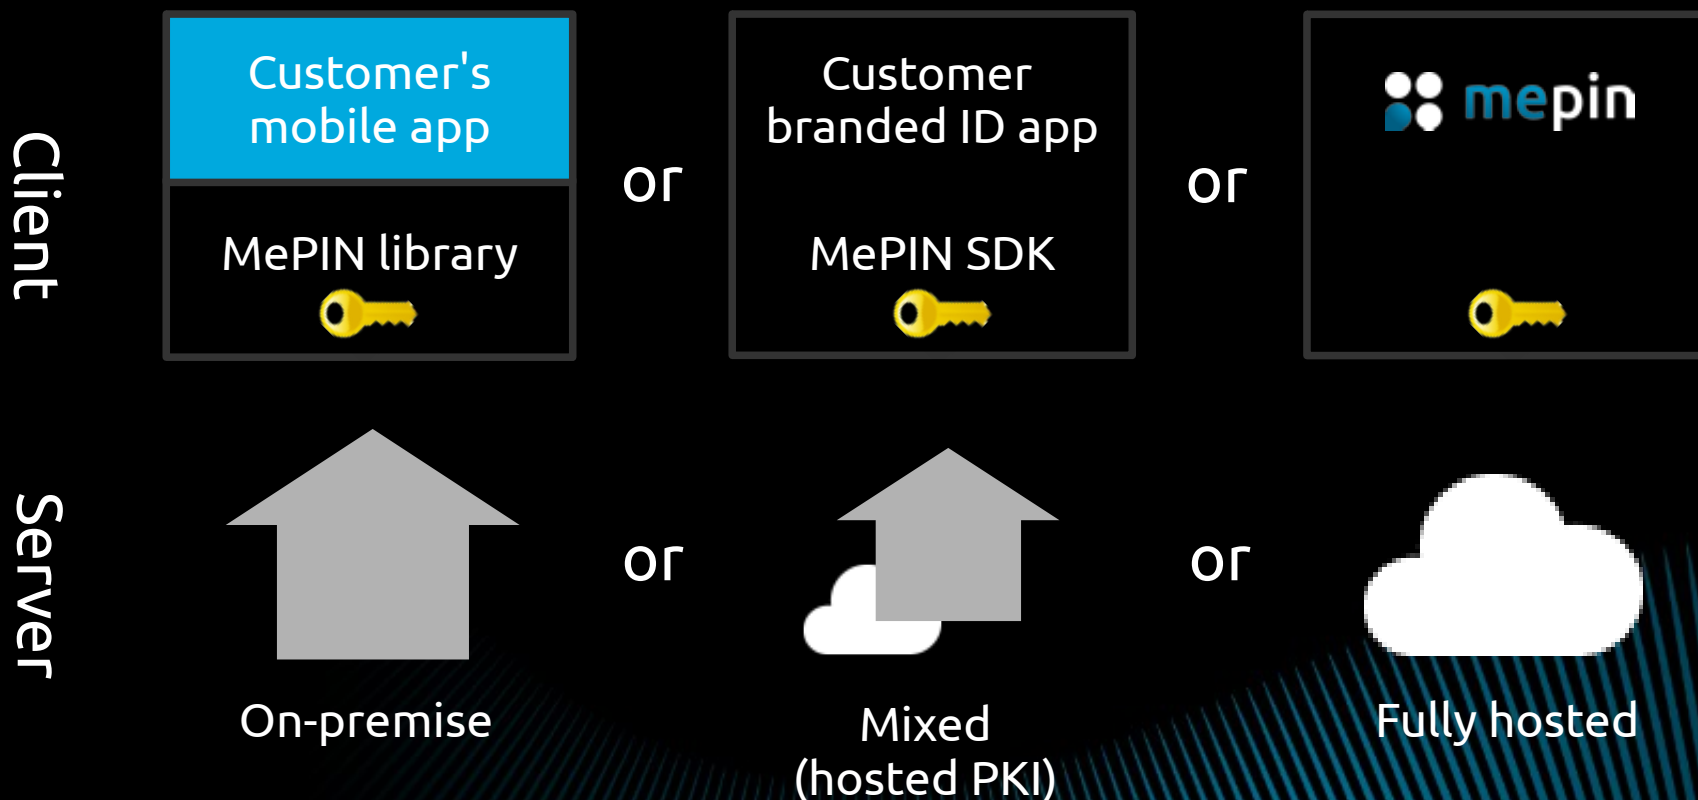 Client
Customer's
mobile app
MePIN library
or
Customer
branded ID app
MePIN SDK
or
mepin
Server
On-premise
or
Mixed
(hosted PKI)
or
Fully hosted